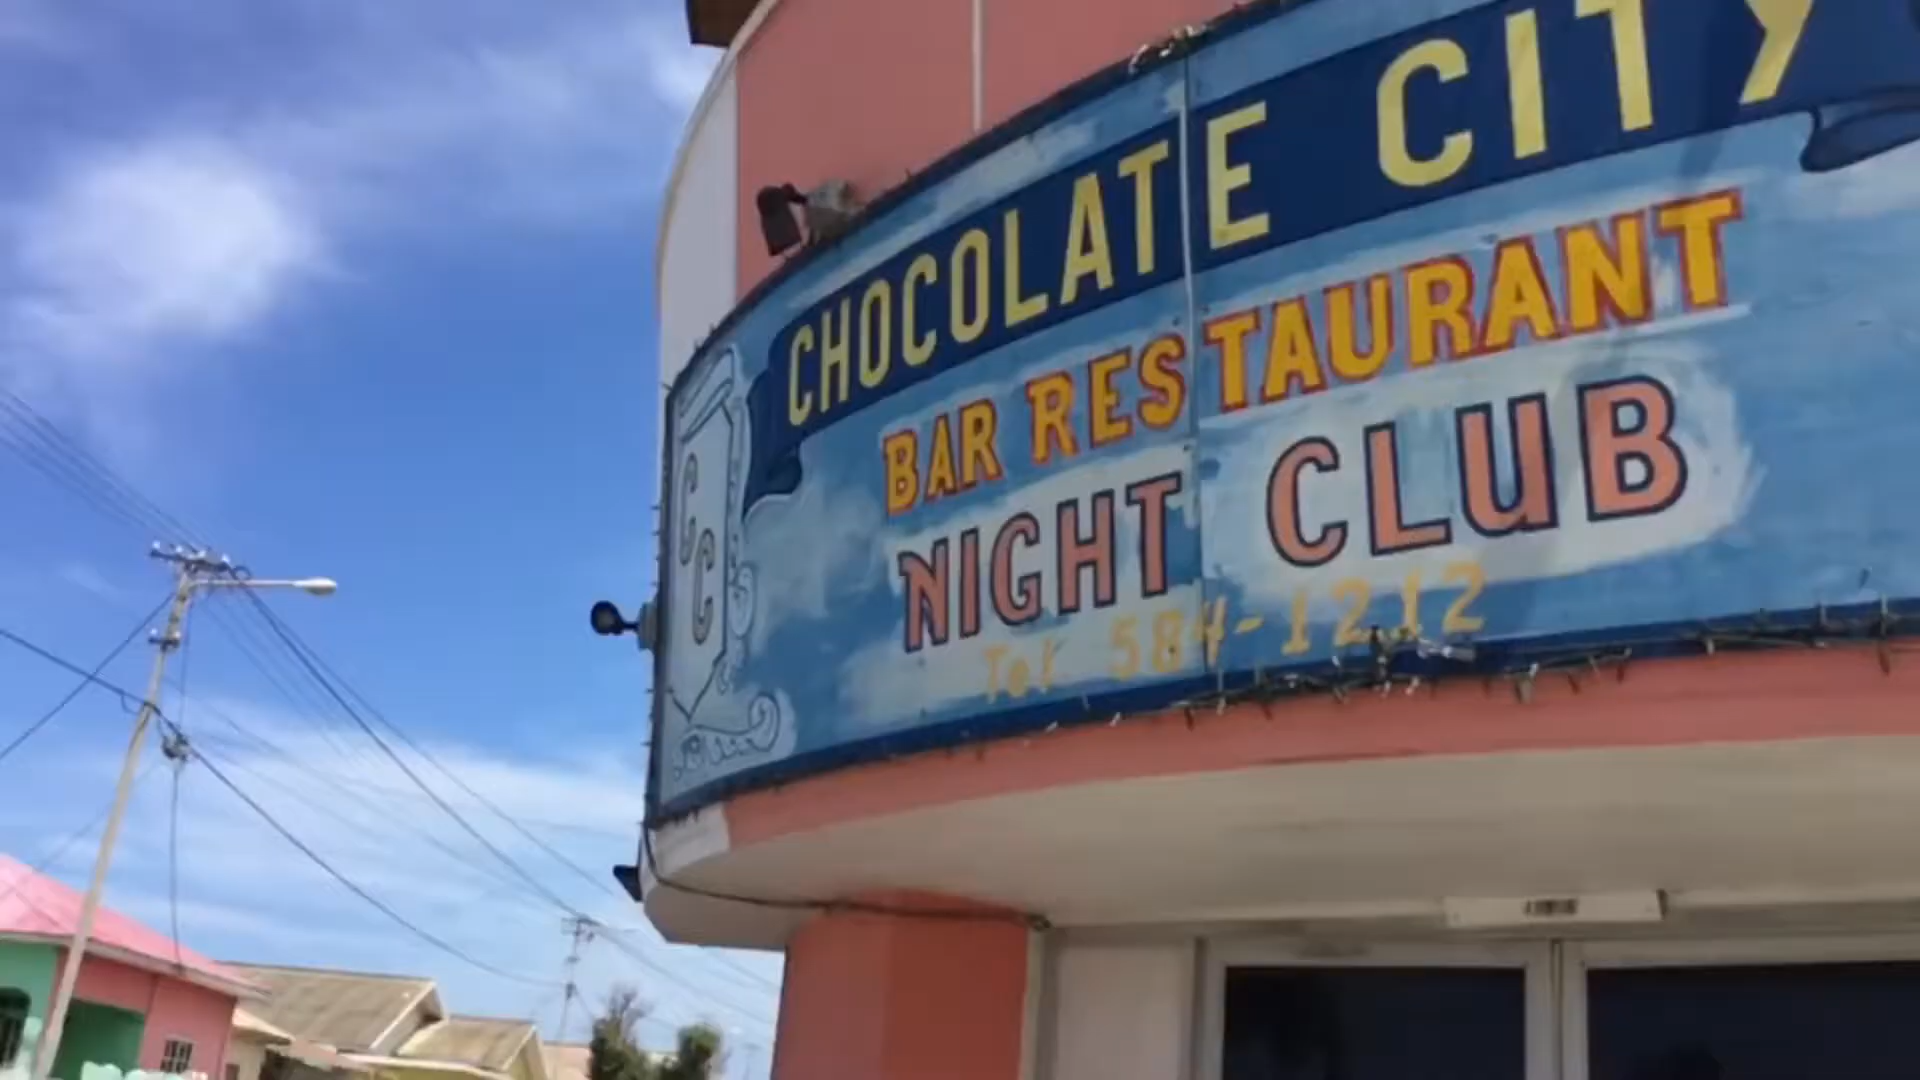 CHOCOLATE CITY
BAR RESTAURANT
NIGHT CLUB
Tel 584-1212
CC